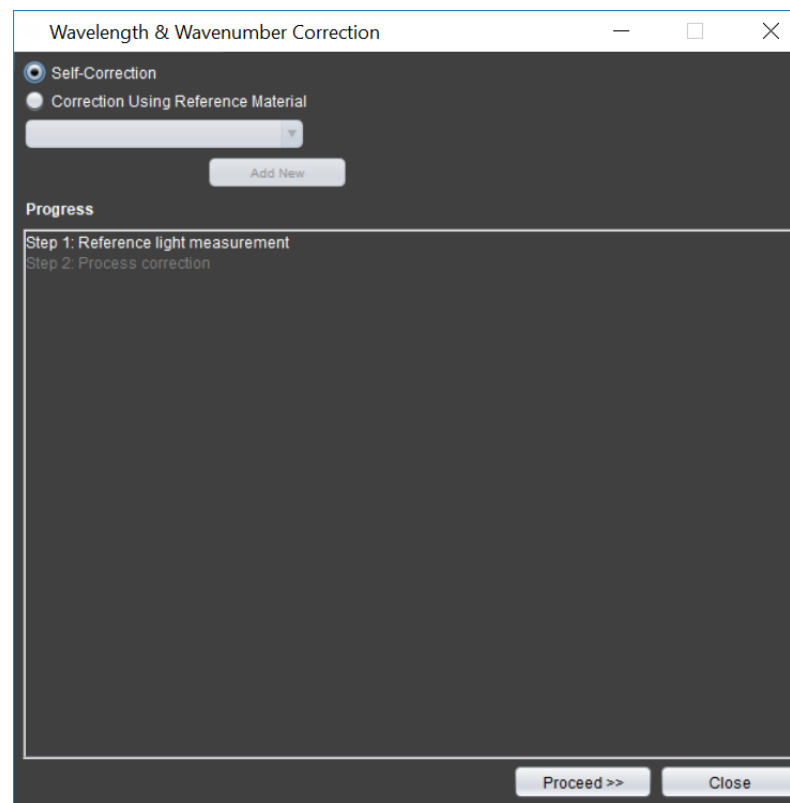 Wavelength & Wavenumber Correction
Self-Correction
Correction Using Reference Material
Add New
Progress
Step 1: Reference light measurement
Step 2: Process correction
Proceed >> Close